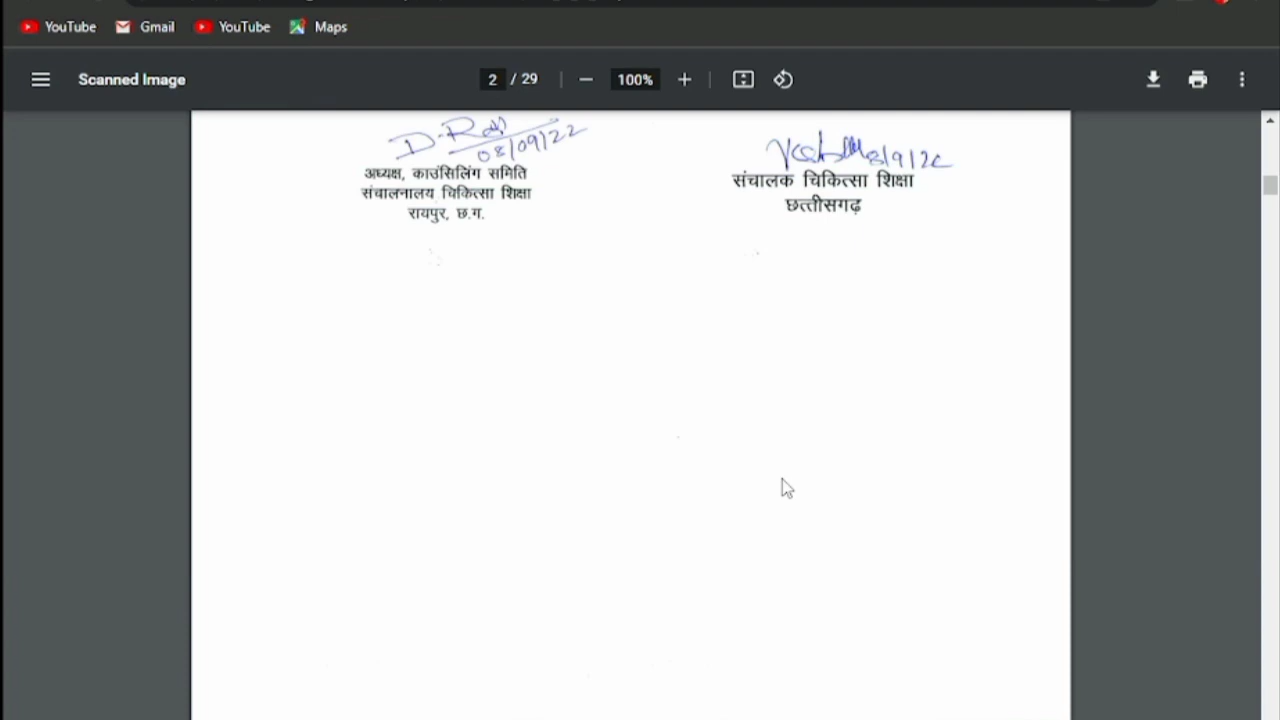 YouTube Gmail YouTube Maps
Scanned Image 2 / 29 100%
08/09/22
अध्यक्ष, काउंसिलिंग समिति
संचालनालय चिकित्सा शिक्षा
रायपुर, छ.ग.
संचालक चिकित्सा शिक्षा
छत्तीसगढ़